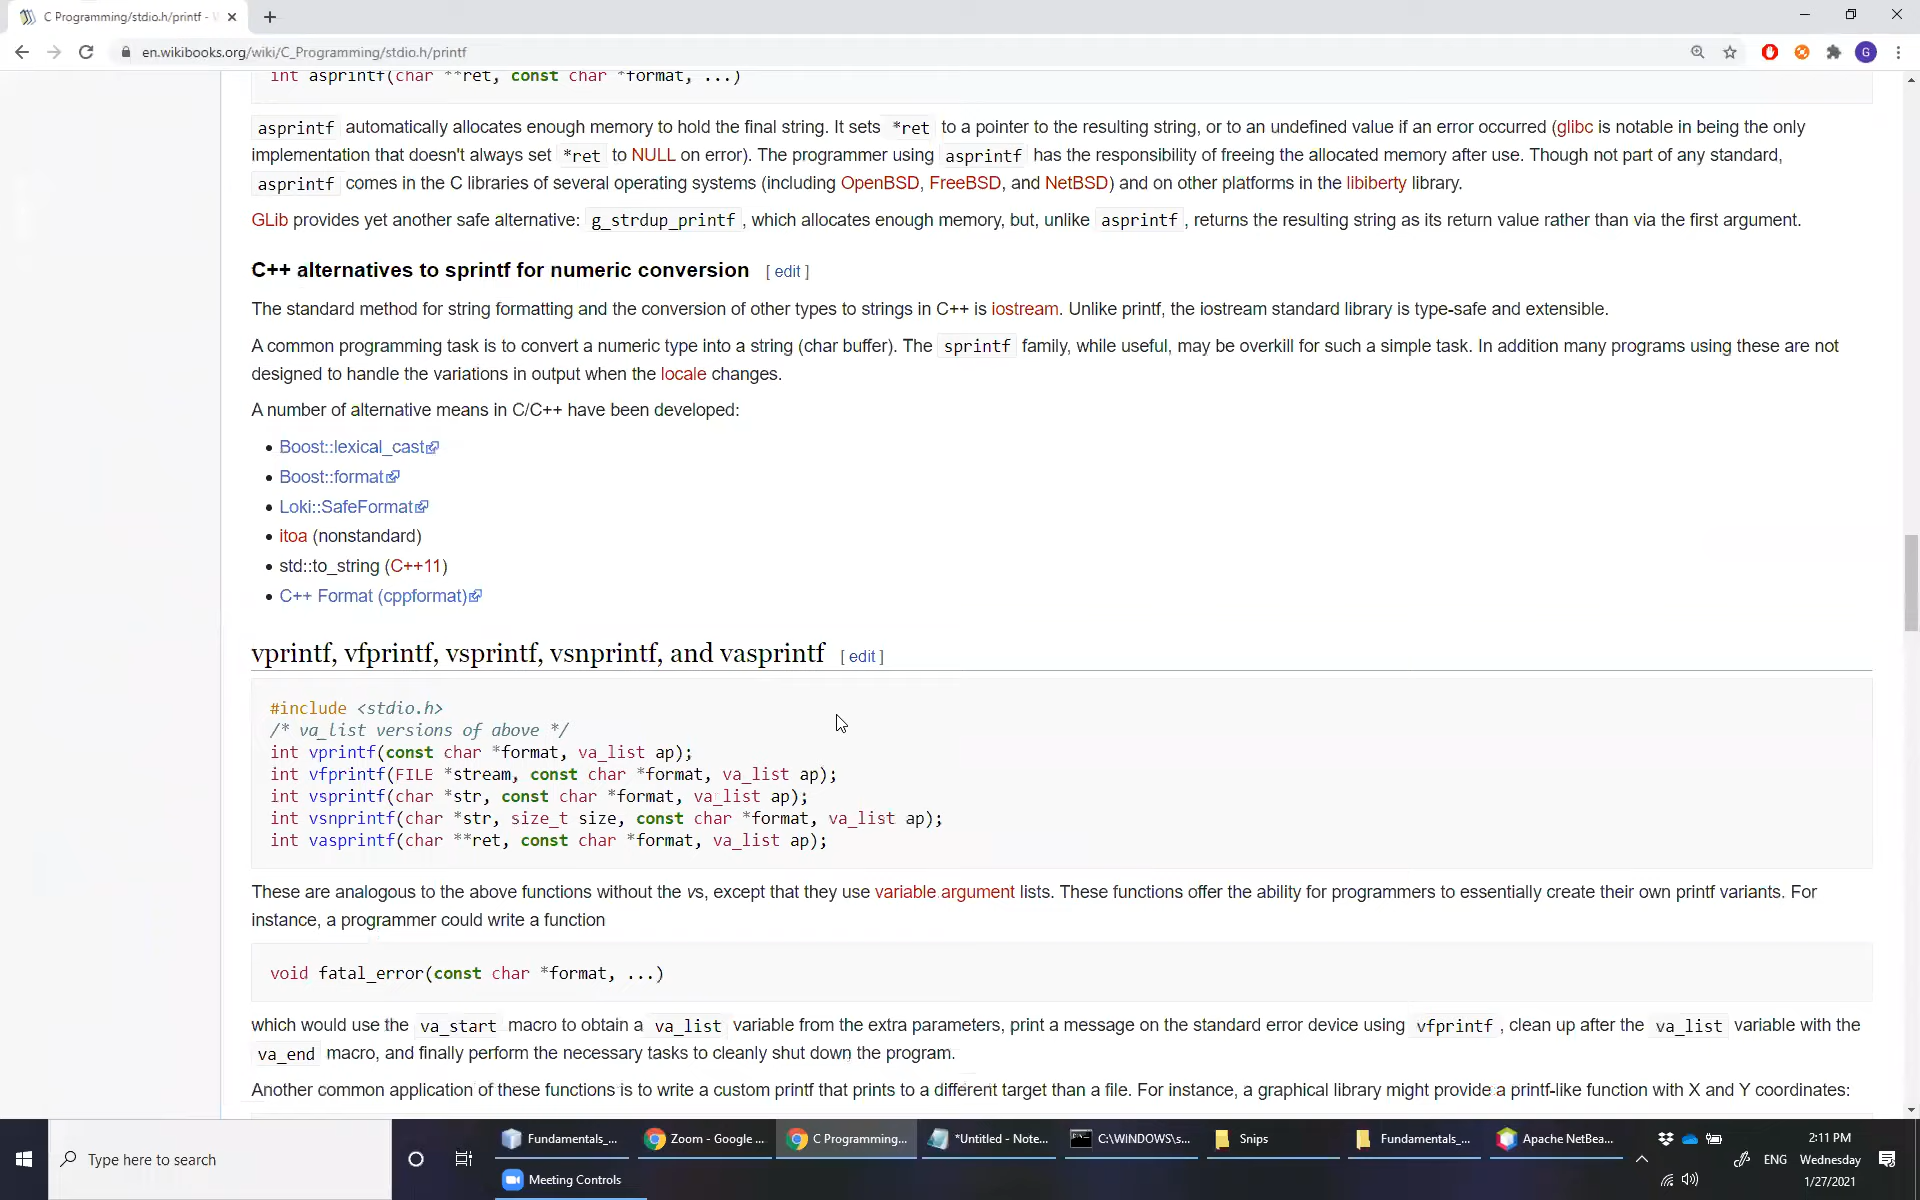 C Programming/stdio.h/printf -
en.wikibooks.org/wiki/C_Programming/stdio.h/printf
G
int asprintf(char **ret, const char *format, ...)
asprintf automatically allocates enough memory to hold the final string. It sets *ret to a pointer to the resulting string, or to an undefined value if an error occurred (glibc is notable in being the only
implementation that doesn't always set *ret to NULL on error). The programmer using asprintf has the responsibility of freeing the allocated memory after use. Though not part of any standard,
asprintf comes in the C libraries of several operating systems (including OpenBSD, FreeBSD, and NetBSD) and on other platforms in the libiberty library.
GLib provides yet another safe alternative: g_strdup_printf, which allocates enough memory, but, unlike asprintf, returns the resulting string as its return value rather than via the first argument.
C++ alternatives to sprintf for numeric conversion [ edit ]
The standard method for string formatting and the conversion of other types to strings in C++ is iostream. Unlike printf, the iostream standard library is type-safe and extensible.
A common programming task is to convert a numeric type into a string (char buffer). The sprintf family, while useful, may be overkill for such a simple task. In addition many programs using these are not
designed to handle the variations in output when the locale changes.
A number of alternative means in C/C++ have been developed:
• Boost::lexical_cast
• Boost::format
• Loki::SafeFormat
• itoa (nonstandard)
• std::to_string (C++11)
• C++ Format (cppformat)
vprintf, vfprintf, vsprintf, vsnprintf, and vasprintf [ edit ]
#include <stdio.h>
/* va_list versions of above */
int vprintf(const char *format, va_list ap);
int vfprintf(FILE *stream, const char *format, va_list ap);
int vsprintf(char *str, const char *format, va_list ap);
int vsnprintf(char *str, size_t size, const char *format, va_list ap);
int vasprintf(char **ret, const char *format, va_list ap);
These are analogous to the above functions without the vs, except that they use variable argument lists. These functions offer the ability for programmers to essentially create their own printf variants. For
instance, a programmer could write a function
void fatal_error(const char *format, ...)
which would use the va_start macro to obtain a va_list variable from the extra parameters, print a message on the standard error device using vfprintf, clean up after the va_list variable with the
va_end macro, and finally perform the necessary tasks to cleanly shut down the program.
Another common application of these functions is to write a custom printf that prints to a different target than a file. For instance, a graphical library might provide a printf-like function with X and Y coordinates:
Type here to search
Fundamentals_...
Zoom - Google ...
C Programming...
*Untitled - Note...
C:\WINDOWS\s...
Snips
Fundamentals_...
Apache NetBea...
Meeting Controls
ENG
2:11 PM
Wednesday
1/27/2021